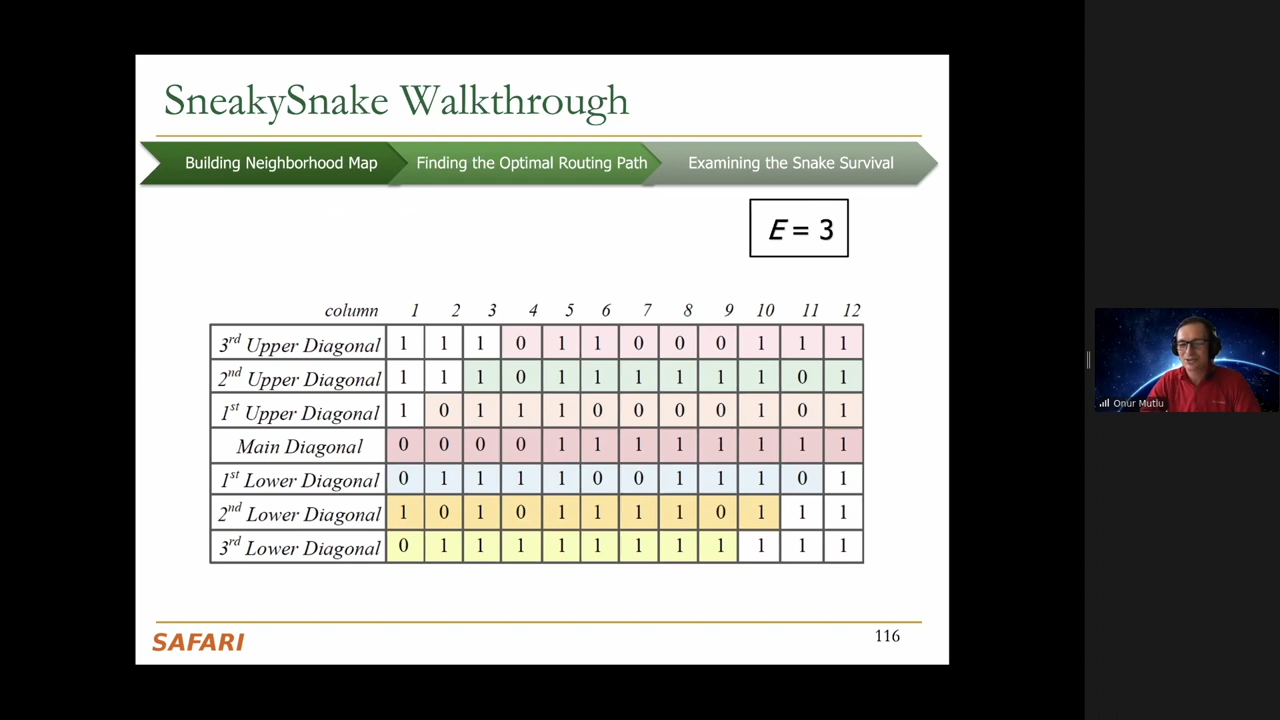 SneakySnake Walkthrough
Building Neighborhood Map Finding the Optimal Routing Path Examining the Snake Survival
E = 3
column 1 2 3 4 5 6 7 8 9 10 11 12
3rd Upper Diagonal 1 1 1 0 1 1 0 0 0 1 1 1
2nd Upper Diagonal 1 1 1 0 1 1 1 1 1 1 0 1
1st Upper Diagonal 1 0 1 1 1 0 0 0 0 1 0 1
Main Diagonal 0 0 0 0 1 1 1 1 1 1 1 1
1st Lower Diagonal 0 1 1 1 1 0 0 1 1 1 0 1
2nd Lower Diagonal 1 0 1 0 1 1 1 1 0 1 1 1
3rd Lower Diagonal 0 1 1 1 1 1 1 1 1 1 1 1
SAFARI
116
Onur Mutlu